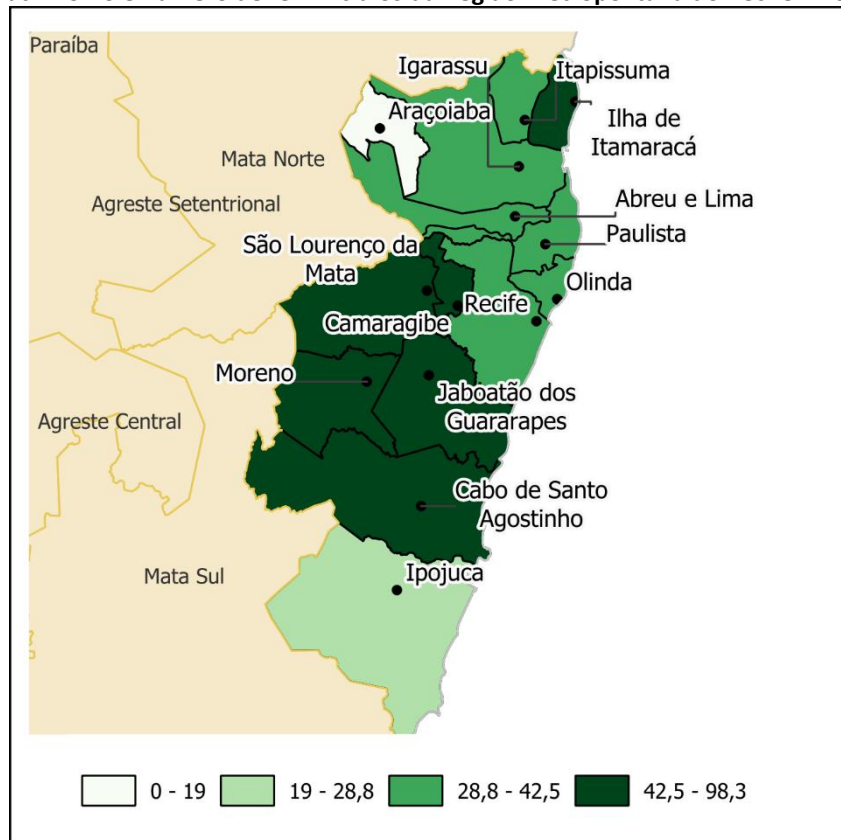 Paraíba
Igarassu
Itapissuma
Araçoiaba
Ilha de
Itamaracá
Mata Norte
Agreste Setentrional
Abreu e Lima
Paulista
São Lourenço da
Mata
Olinda
Recife
Camaragibe
Moreno
Jaboatão dos
Guararapes
Agreste Central
Cabo de Santo
Agostinho
Mata Sul
Ipojuca
0 - 19
19 - 28,8
28,8 - 42,5
42,5 - 98,3